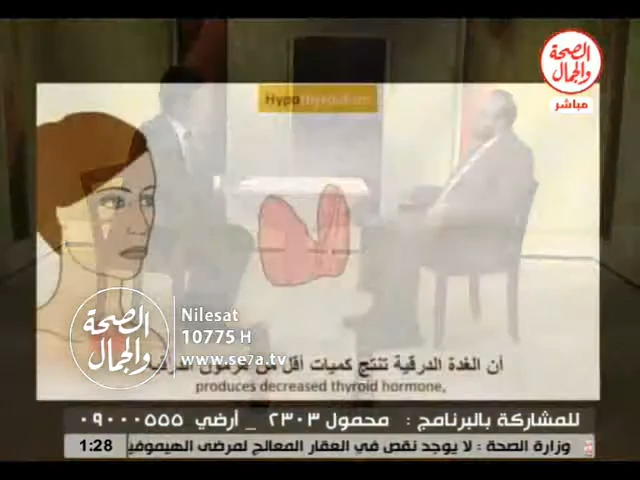 الصحة
والجمال
مباشر
Hypothyroidism
الصحة
والجمال
Nilesat
10775 H
www.se7a.tv
أن الغدة الدرقية تنتج كميات أقل من هرمون
produces decreased thyroid hormone,
للمشاركة بالبرنامج : محمول ٢٣٠٣ _ أرضي ٠٩٠٠٠٥٥٥
وزارة الصحة : لا يوجد نقص في العقار المعالج لمرضى الهيموفي
1:28